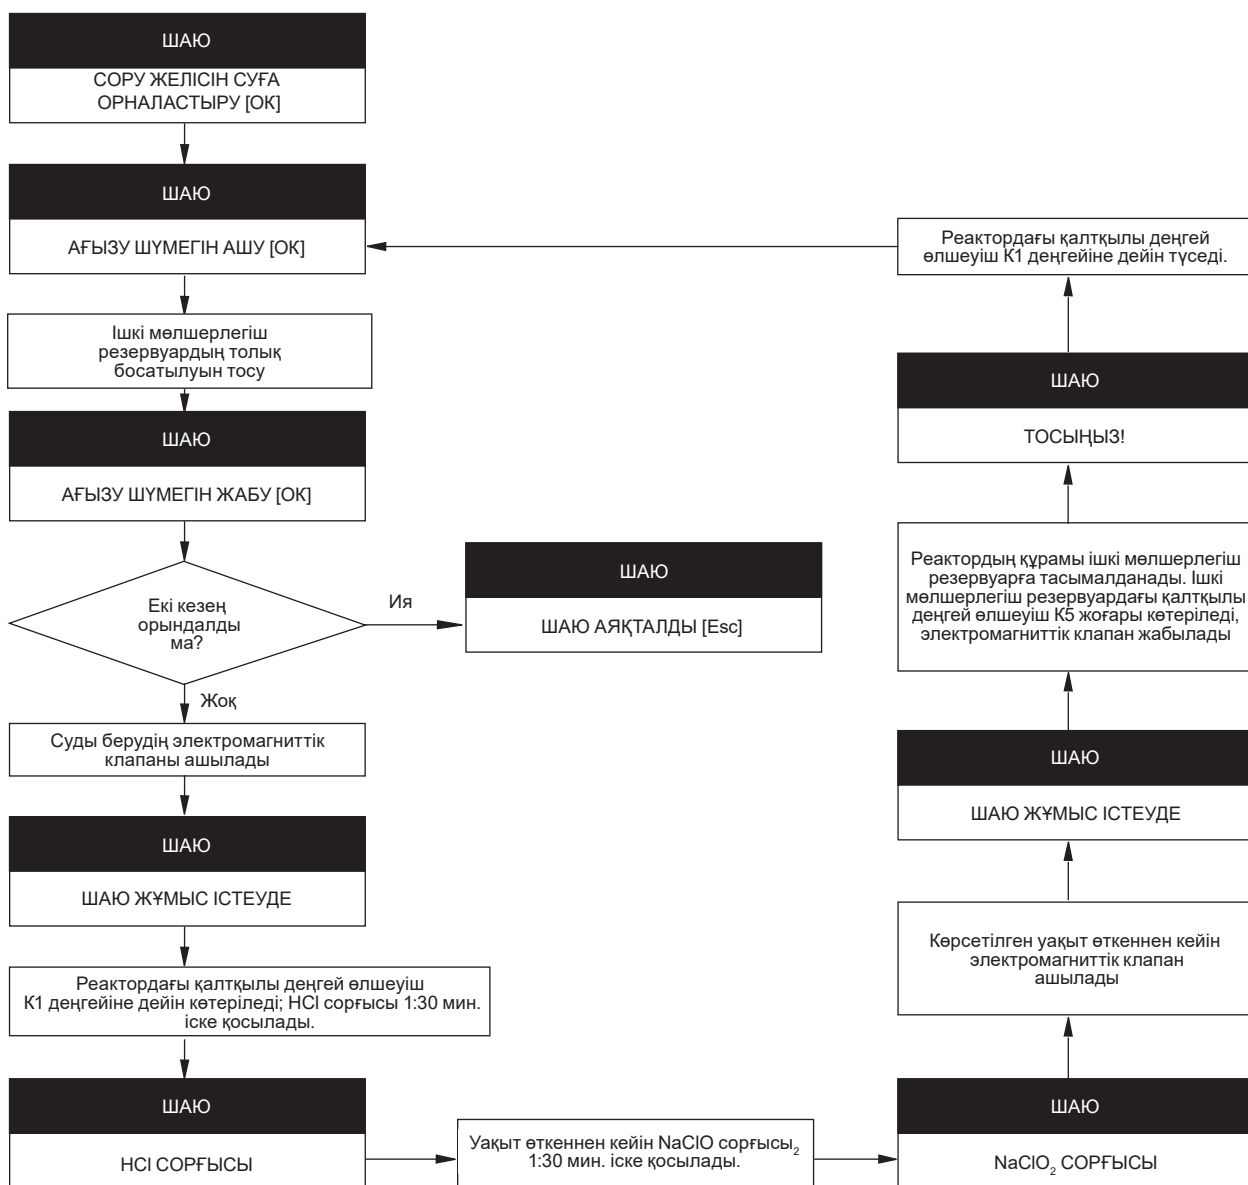 ШАЮ
СОРУ ЖЕЛІСІН СУҒА
ОРНАЛАСТЫРУ [ОК]
ШАЮ
АҒЫЗУ ШҮМЕГІН АШУ [ОК]
Ішкі мөлшерлегіш
резервуардың толық
босатылуын тосу
ШАЮ
АҒЫЗУ ШҮМЕГІН ЖАБУ [ОК]
Екі кезең
орындалды
ма?
Ия
ШАЮ
ШАЮ АЯҚТАЛДЫ [Esc]
Жоқ
Суды берудің электромагниттік
клапаны ашылады
ШАЮ
ШАЮ ЖҰМЫС ІСТЕУДЕ
Реактордағы қалтқылы деңгей өлшеуіш
К1 деңгейіне дейін көтеріледі; HCl сорғысы 1:30 мин.
іске қосылады.
ШАЮ
HCl СОРҒЫСЫ
Уақыт өткеннен кейін NaClO сорғысы₂
1:30 мин. іске қосылады.
ШАЮ
NaClO₂ СОРҒЫСЫ
Көрсетілген уақыт өткеннен кейін
электромагниттік клапан
ашылады
ШАЮ
ШАЮ ЖҰМЫС ІСТЕУДЕ
Реактордың құрамы ішкі мөлшерлегіш
резервуарға тасымалданады. Ішкі
мөлшерлегіш резервуардағы қалтқылы
деңгей өлшеуіш К5 жоғары көтеріледі,
электромагниттік клапан жабылады
ШАЮ
ТОСЫҢЫЗ!
Реактордағы қалтқылы деңгей
өлшеуіш К1 деңгейіне дейін түседі.